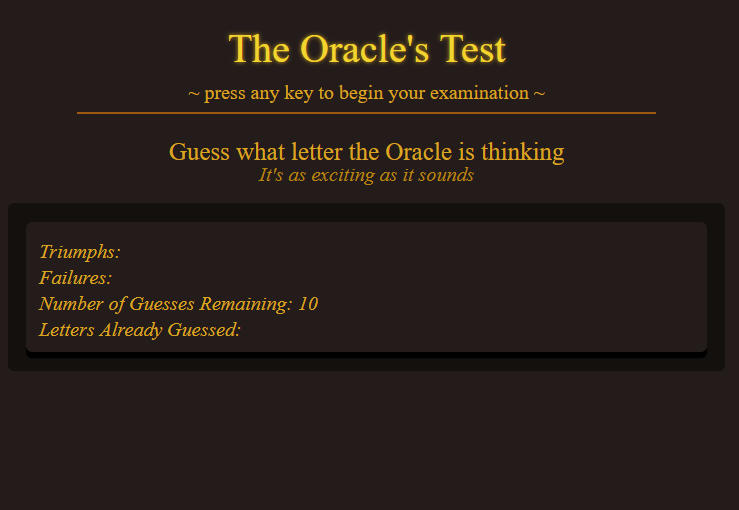 The Oracle's Test
~ press any key to begin your examination ~
Guess what letter the Oracle is thinking
It's as exciting as it sounds
Triumphs:
Failures:
Number of Guesses Remaining: 10
Letters Already Guessed: